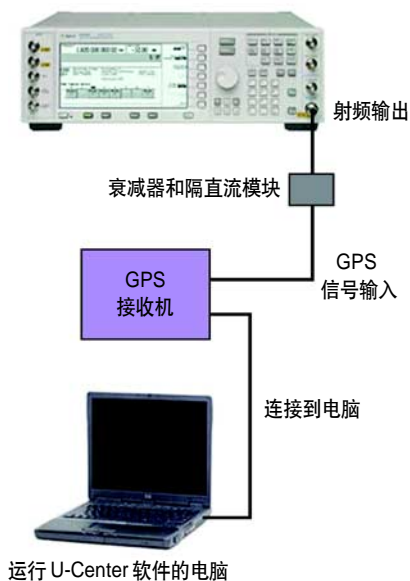 射频输出
衰减器和隔直流模块
GPS
信号输入
GPS
接收机
连接到电脑
运行 U-Center 软件的电脑